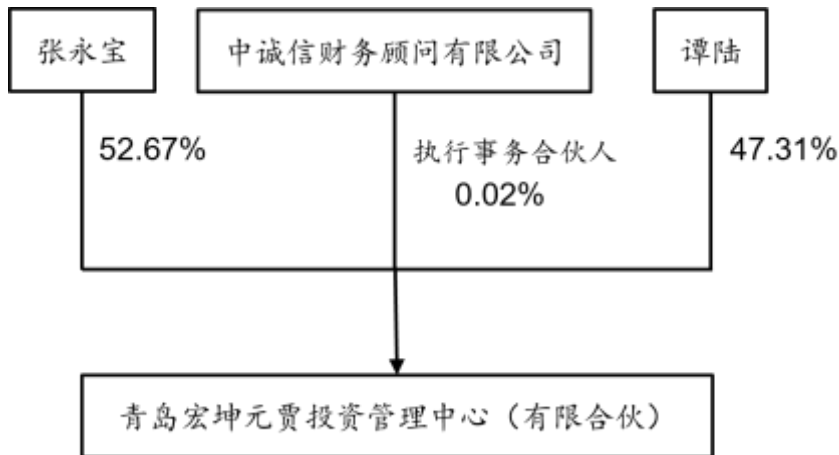 张永宝
中诚信财务顾问有限公司
谭陆
52.67%
执行事务合伙人
0.02%
47.31%
青岛宏坤元贾投资管理中心（有限合伙）